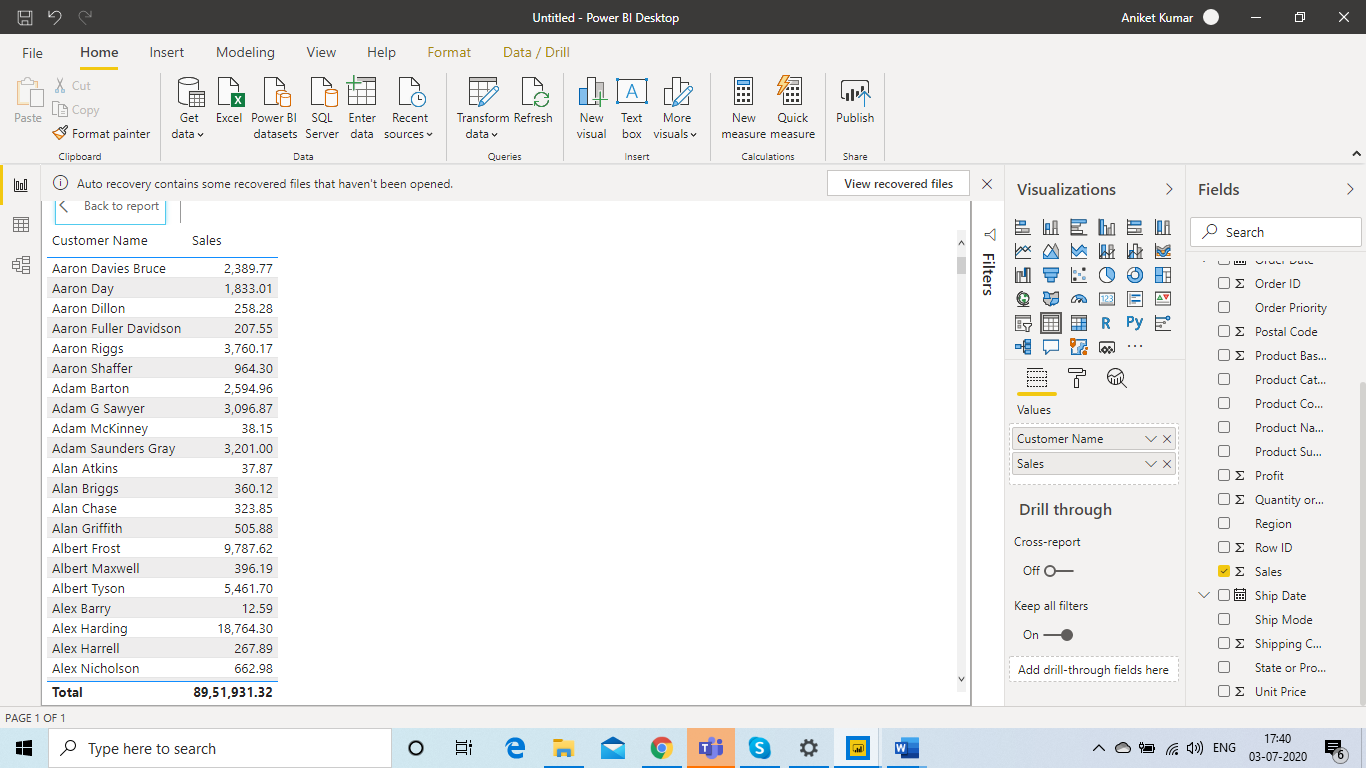 Untitled - Power BI Desktop
Aniket Kumar
File Home Insert Modeling View Help Format Data / Drill
Paste
Cut
Copy
Format painter
Clipboard
Get data
Excel
Power BI datasets
SQL Server
Enter data
Recent sources
Data
Transform data
Refresh
Queries
New visual
Text box
More visuals
Insert
New measure
Quick measure
Calculations
Publish
Share
Auto recovery contains some recovered files that haven't been opened.
View recovered files
Back to report
Customer Name Sales
Aaron Davies Bruce 2,389.77
Aaron Day 1,833.01
Aaron Dillon 258.28
Aaron Fuller Davidson 207.55
Aaron Riggs 3,760.17
Aaron Shaffer 964.30
Adam Barton 2,594.96
Adam G Sawyer 3,096.87
Adam McKinney 38.15
Adam Saunders Gray 3,201.00
Alan Atkins 37.87
Alan Briggs 360.12
Alan Chase 323.85
Alan Griffith 505.88
Albert Frost 9,787.62
Albert Maxwell 396.19
Albert Tyson 5,461.70
Alex Barry 12.59
Alex Harding 18,764.30
Alex Harrell 267.89
Alex Nicholson 662.98
Total 89,51,931.32
Filters
Visualizations
123
R
Py
Values
Customer Name
Sales
Drill through
Cross-report
Off
Keep all filters
On
Add drill-through fields here
Fields
Search
Order Date
Order ID
Order Priority
Postal Code
Product Bas...
Product Cat...
Product Co...
Product Na...
Product Su...
Profit
Quantity or...
Region
Row ID
Sales
Ship Date
Ship Mode
Shipping C...
State or Pro...
Unit Price
PAGE 1 OF 1
Type here to search
ENG
17:40
03-07-2020
6